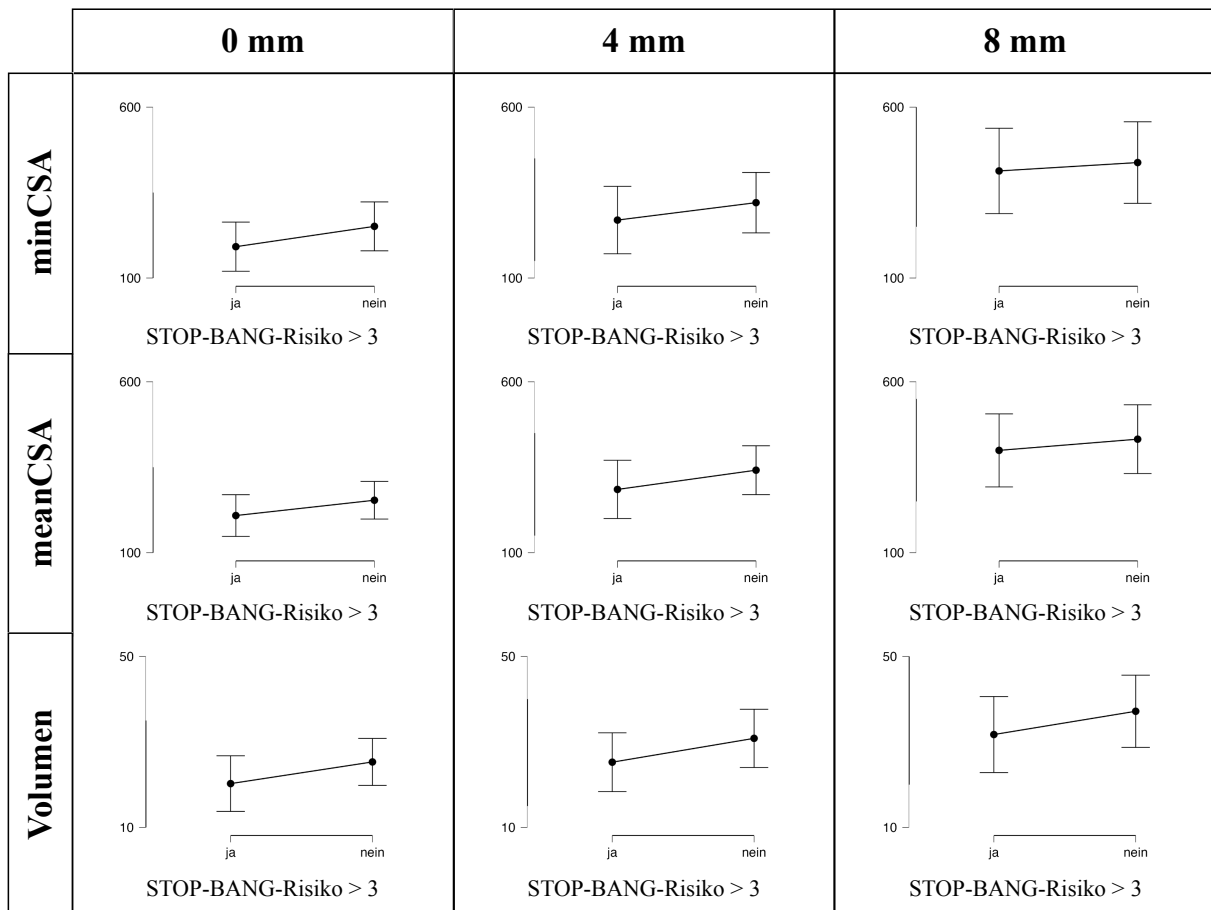 0 mm
4 mm
8 mm
minCSA
600
100
ja
nein
STOP-BANG-Risiko > 3
600
100
ja
nein
STOP-BANG-Risiko > 3
600
100
ja
nein
STOP-BANG-Risiko > 3
meanCSA
600
100
ja
nein
STOP-BANG-Risiko > 3
600
100
ja
nein
STOP-BANG-Risiko > 3
600
100
ja
nein
STOP-BANG-Risiko > 3
Volumen
50
10
ja
nein
STOP-BANG-Risiko > 3
50
10
ja
nein
STOP-BANG-Risiko > 3
50
10
ja
nein
STOP-BANG-Risiko > 3